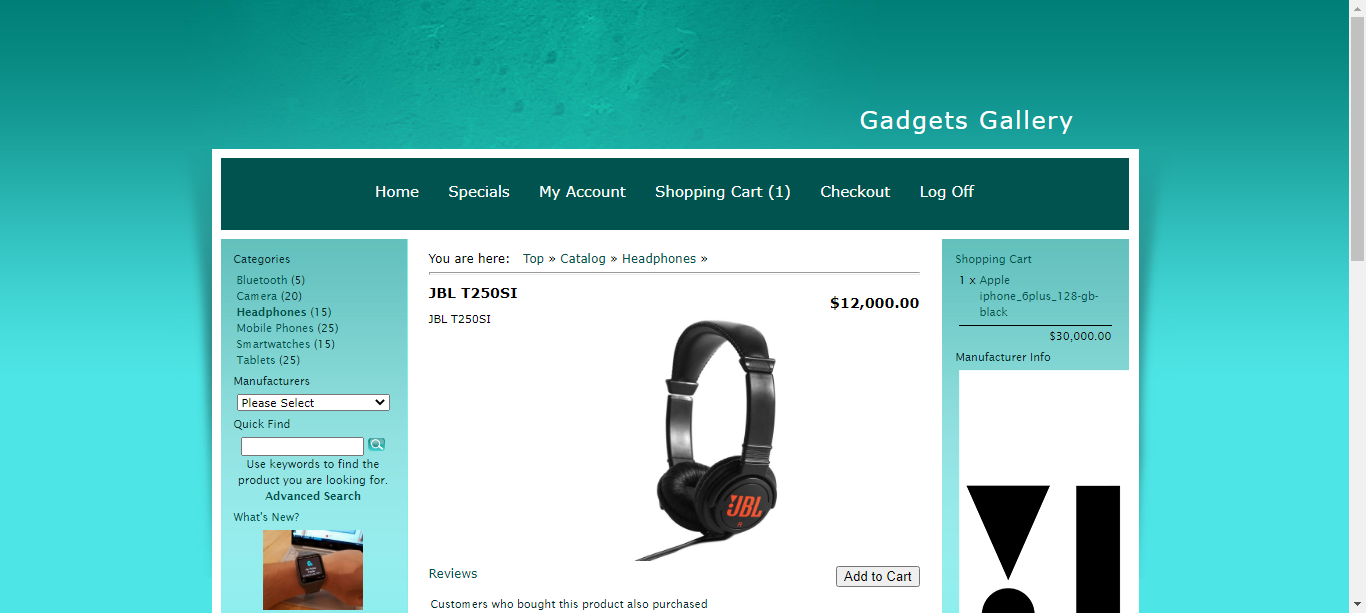 Gadgets Gallery
Home Specials My Account Shopping Cart (1) Checkout Log Off
Categories
Bluetooth (5)
Camera (20)
Headphones (15)
Mobile Phones (25)
Smartwatches (15)
Tablets (25)
Manufacturers
Please Select
Quick Find
Use keywords to find the
product you are looking for.
Advanced Search
What's New?
You are here: Top » Catalog » Headphones »
JBL T250SI
$12,000.00
JBL T250SI
JBL
Reviews
Add to Cart
Customers who bought this product also purchased
Shopping Cart
1 x Apple
iphone_6plus_128-gb-
black
$30,000.00
Manufacturer Info